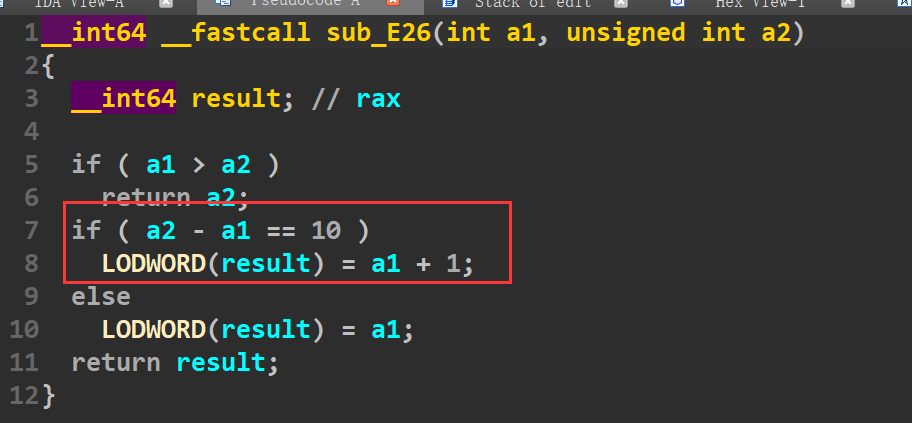 IDA View-A Pseudocode-A Stack of edit Hex View-1
1 __int64 __fastcall sub_E26(int a1, unsigned int a2)
2 {
3 __int64 result; // rax
4
5 if ( a1 > a2 )
6 return a2;
7 if ( a2 - a1 == 10 )
8 LODWORD(result) = a1 + 1;
9 else
10 LODWORD(result) = a1;
11 return result;
12 }